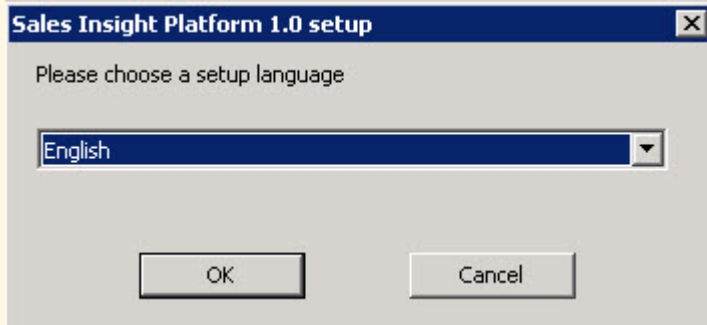 Sales Insight Platform 1.0 setup
Please choose a setup language
English
OK Cancel